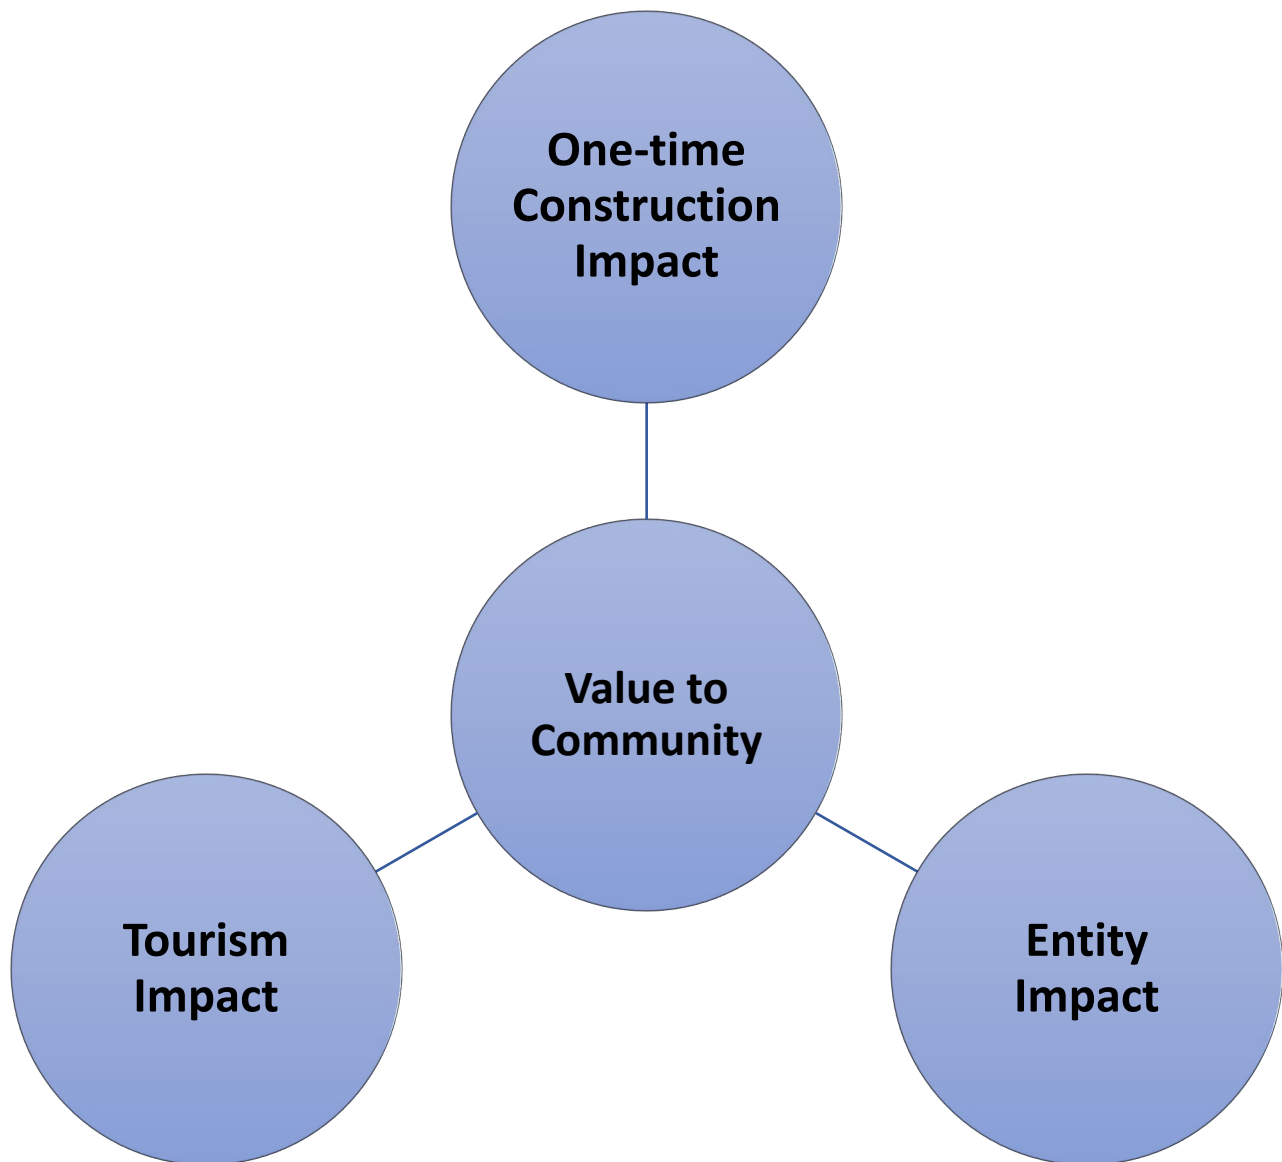 One-time
Construction
Impact
Value to
Community
Tourism
Impact
Entity
Impact